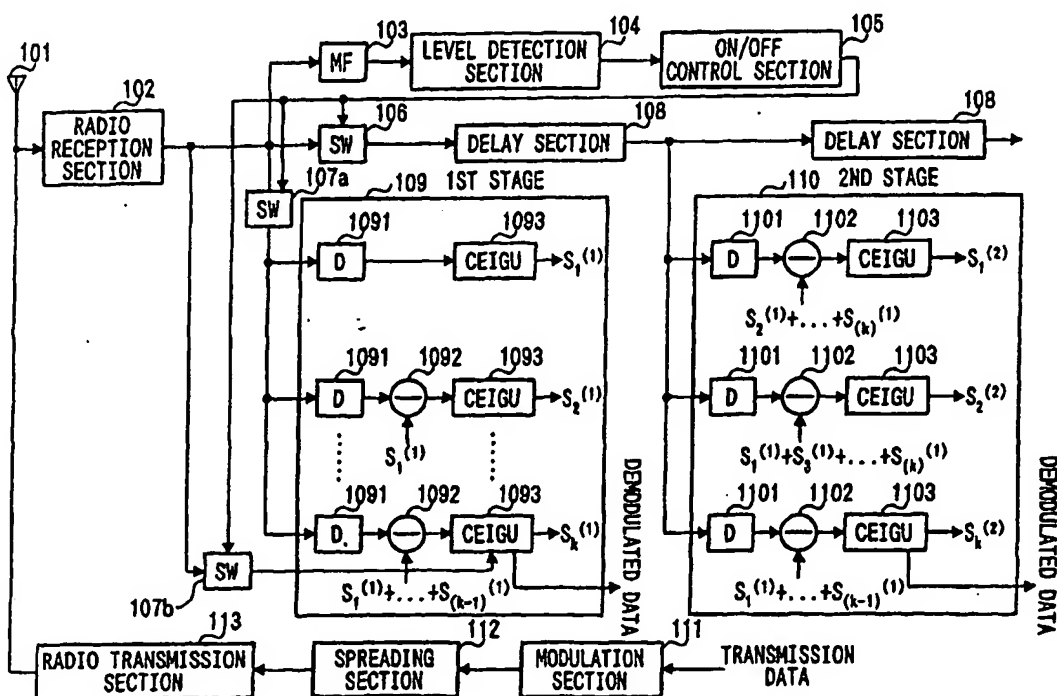 101
102
RADIO
RECEPTION
SECTION
103
MF
LEVEL DETECTION
SECTION
104
ON/OFF
CONTROL SECTION
105
SW
106
DELAY SECTION
108
DELAY SECTION
108
107a
SW
109
1ST STAGE
1091
D
1093
CEIGU
S₁⁽¹⁾
1091
D
1092
1093
CEIGU
S₂⁽¹⁾
S₁⁽¹⁾
1091
D.
1092
1093
CEIGU
Sₖ⁽¹⁾
S₁⁽¹⁾+...+S₍ₖ₋₁₎⁽¹⁾
SW
107b
DEMODULATED DATA
110
2ND STAGE
1101
D
1102
1103
CEIGU
S₁⁽²⁾
S₂⁽¹⁾+...+S₍ₖ₎⁽¹⁾
1101
D
1102
1103
CEIGU
S₂⁽²⁾
S₁⁽¹⁾+S₃⁽¹⁾+...+S₍ₖ₎⁽¹⁾
1101
D
1102
1103
CEIGU
Sₖ⁽²⁾
S₁⁽¹⁾+...+S₍ₖ₋₁₎⁽¹⁾
DEMODULATED DATA
113
RADIO TRANSMISSION
SECTION
112
SPREADING
SECTION
111
MODULATION
SECTION
TRANSMISSION
DATA